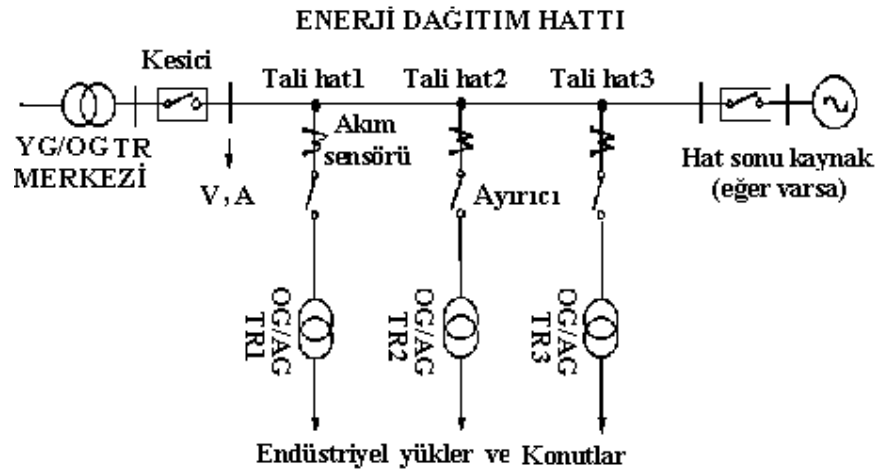 ENERJİ DAĞITIM HATTI
Kesici
Tali hat1
Tali hat2
Tali hat3
YG/OG TR
MERKEZİ
V, A
Akım
sensörü
Ayırıcı
Hat sonu kaynak
(eğer varsa)
OG/AG
TR1
OG/AG
TR2
OG/AG
TR3
Endüstriyel yükler ve Konutlar